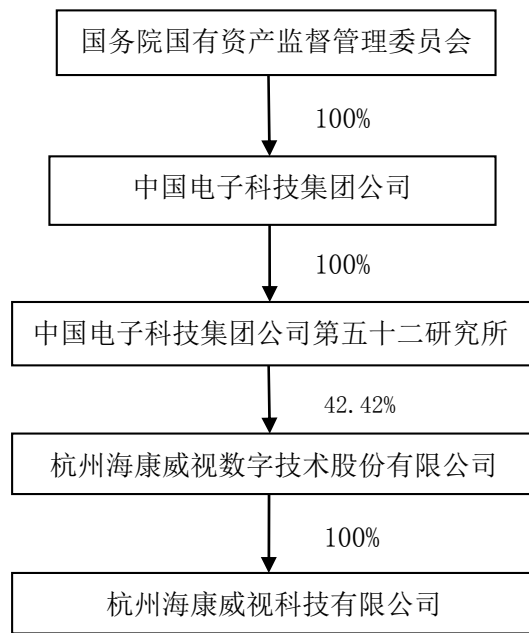 国务院国有资产监督管理委员会
100%
中国电子科技集团公司
100%
中国电子科技集团公司第五十二研究所
42.42%
杭州海康威视数字技术股份有限公司
100%
杭州海康威视科技有限公司